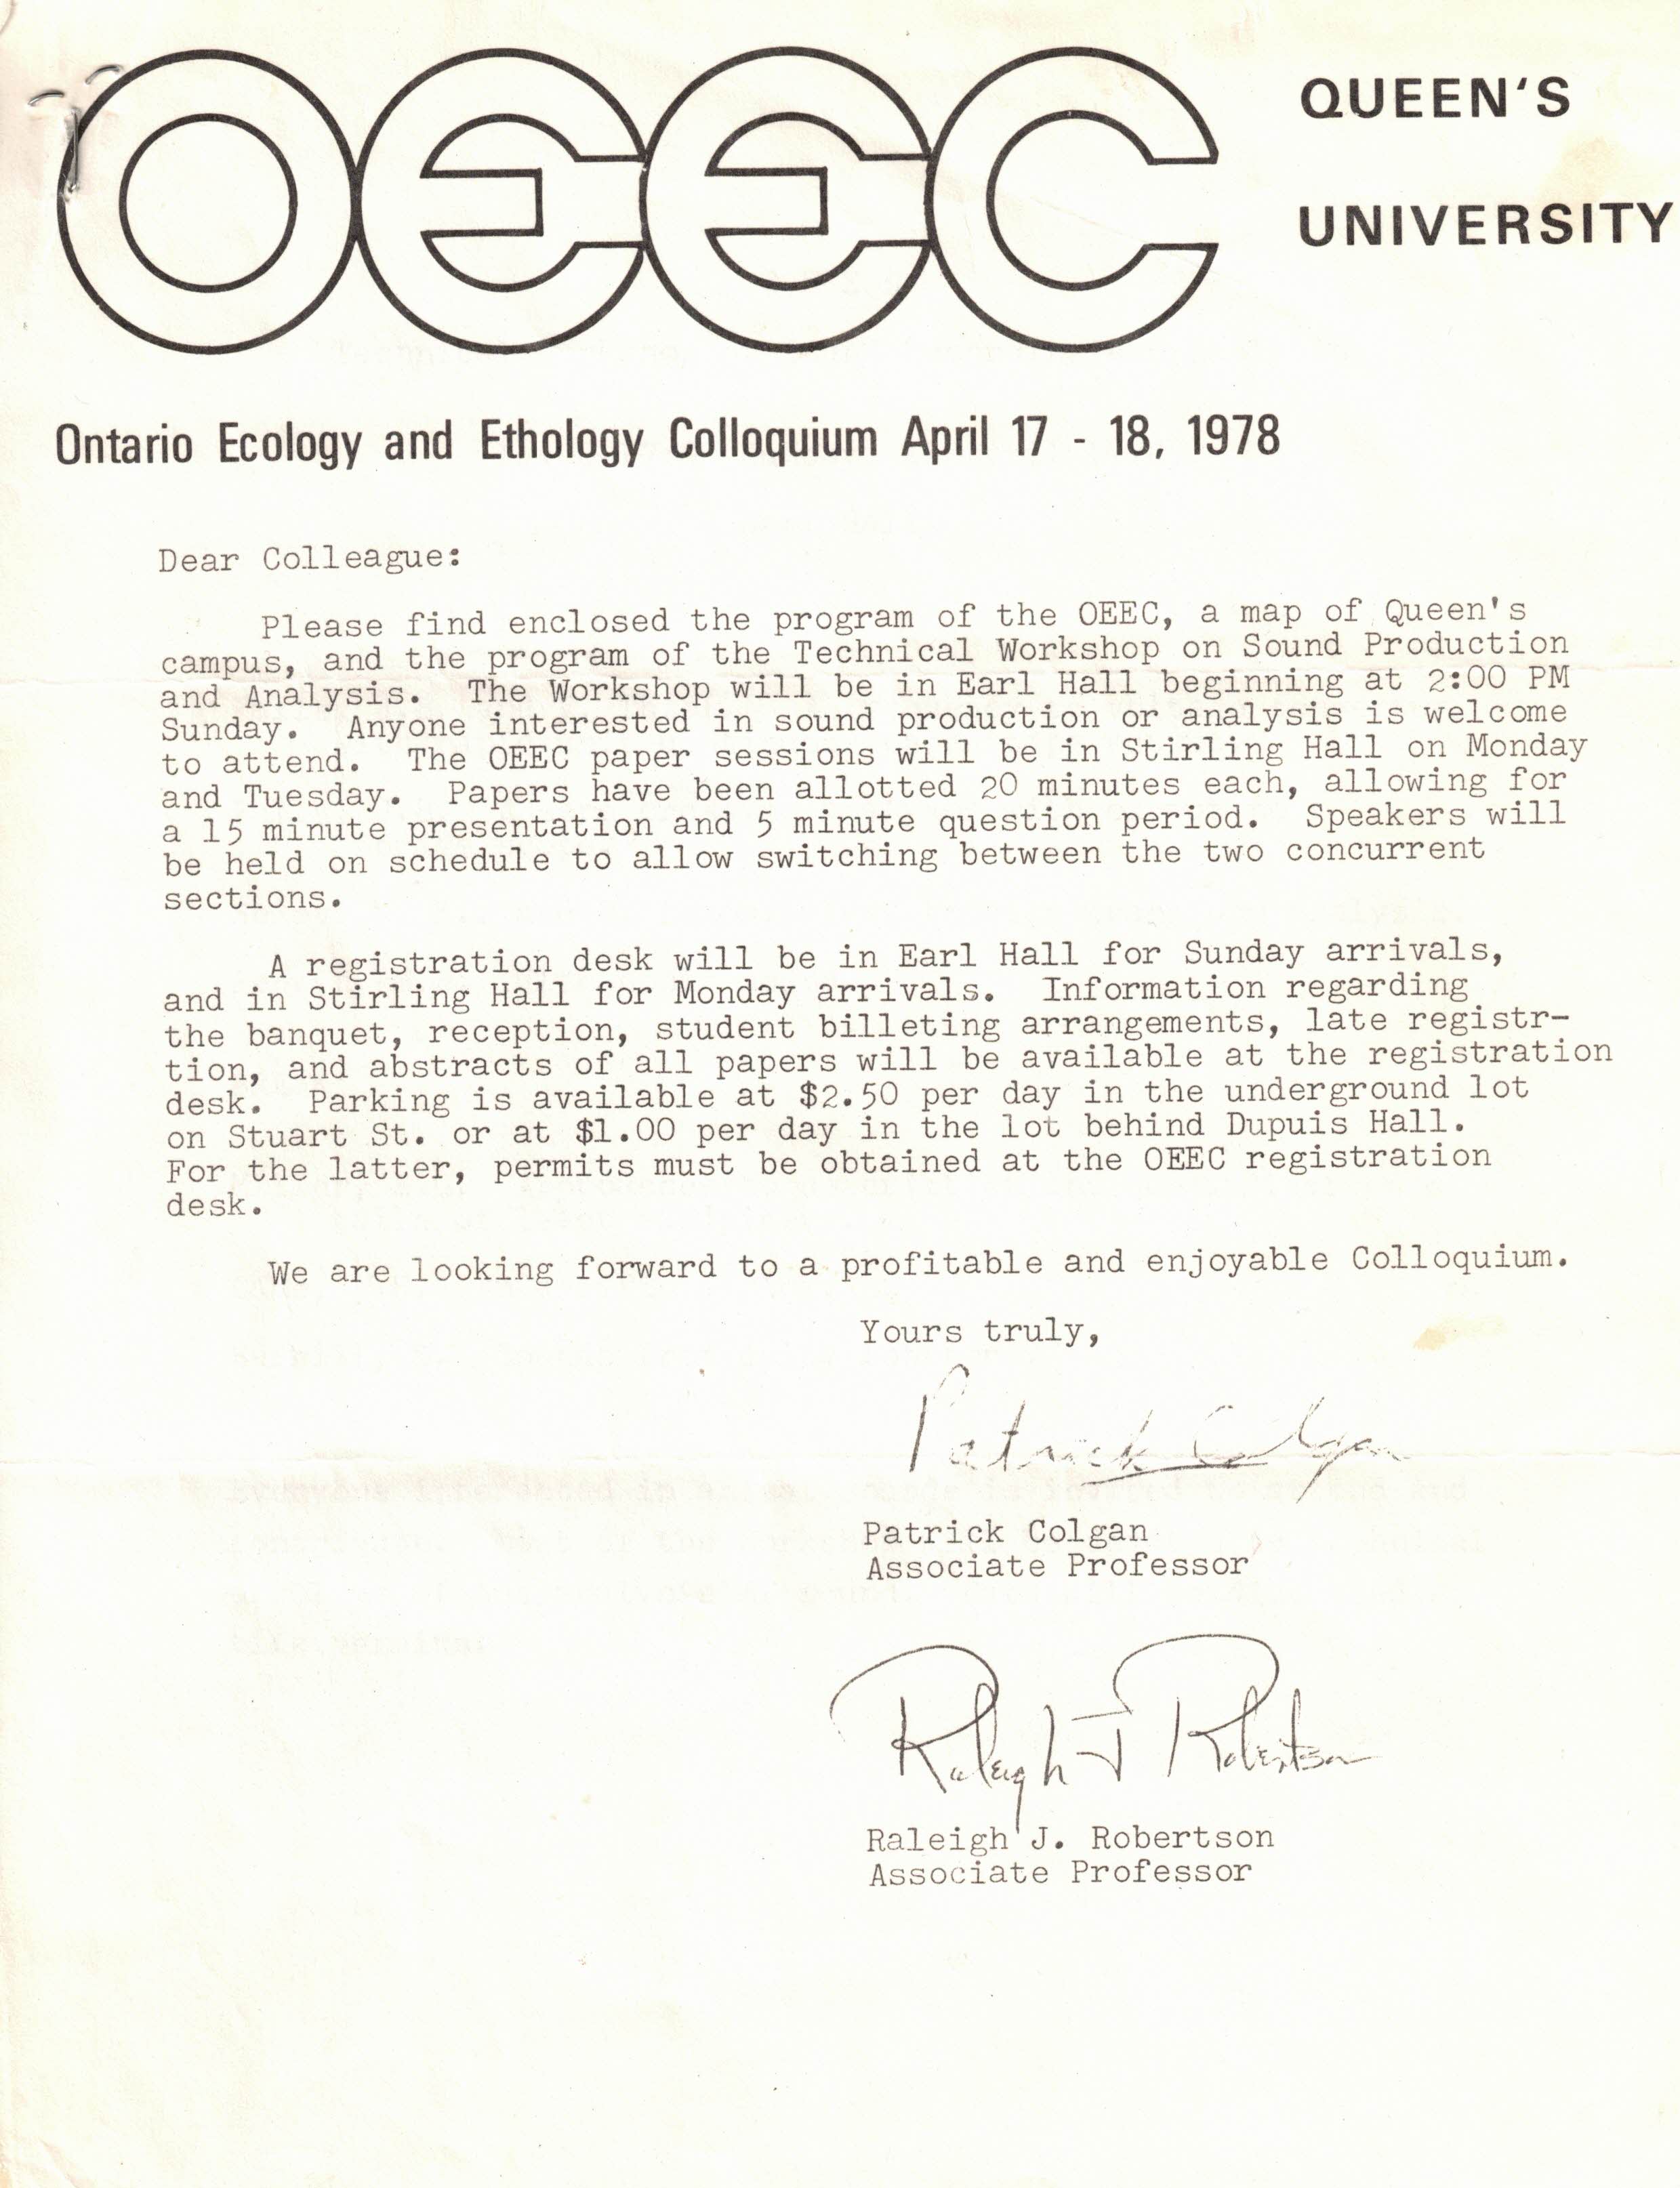 OEEC
QUEEN'S
UNIVERSITY
Ontario Ecology and Ethology Colloquium April 17 - 18, 1978
Dear Colleague:
Please find enclosed the program of the OEEC, a map of Queen's
campus, and the program of the Technical Workshop on Sound Production
and Analysis. The Workshop will be in Earl Hall beginning at 2:00 PM
Sunday. Anyone interested in sound production or analysis is welcome
to attend. The OEEC paper sessions will be in Stirling Hall on Monday
and Tuesday. Papers have been allotted 20 minutes each, allowing for
a 15 minute presentation and 5 minute question period. Speakers will
be held on schedule to allow switching between the two concurrent
sections.
A registration desk will be in Earl Hall for Sunday arrivals,
and in Stirling Hall for Monday arrivals. Information regarding
the banquet, reception, student billeting arrangements, late registr-
tion, and abstracts of all papers will be available at the registration
desk. Parking is available at $2.50 per day in the underground lot
on Stuart St. or at $1.00 per day in the lot behind Dupuis Hall.
For the latter, permits must be obtained at the OEEC registration
desk.
We are looking forward to a profitable and enjoyable Colloquium.
Yours truly,
Patrick Colgan
Patrick Colgan
Associate Professor
Raleigh J Robertson
Raleigh J. Robertson
Associate Professor